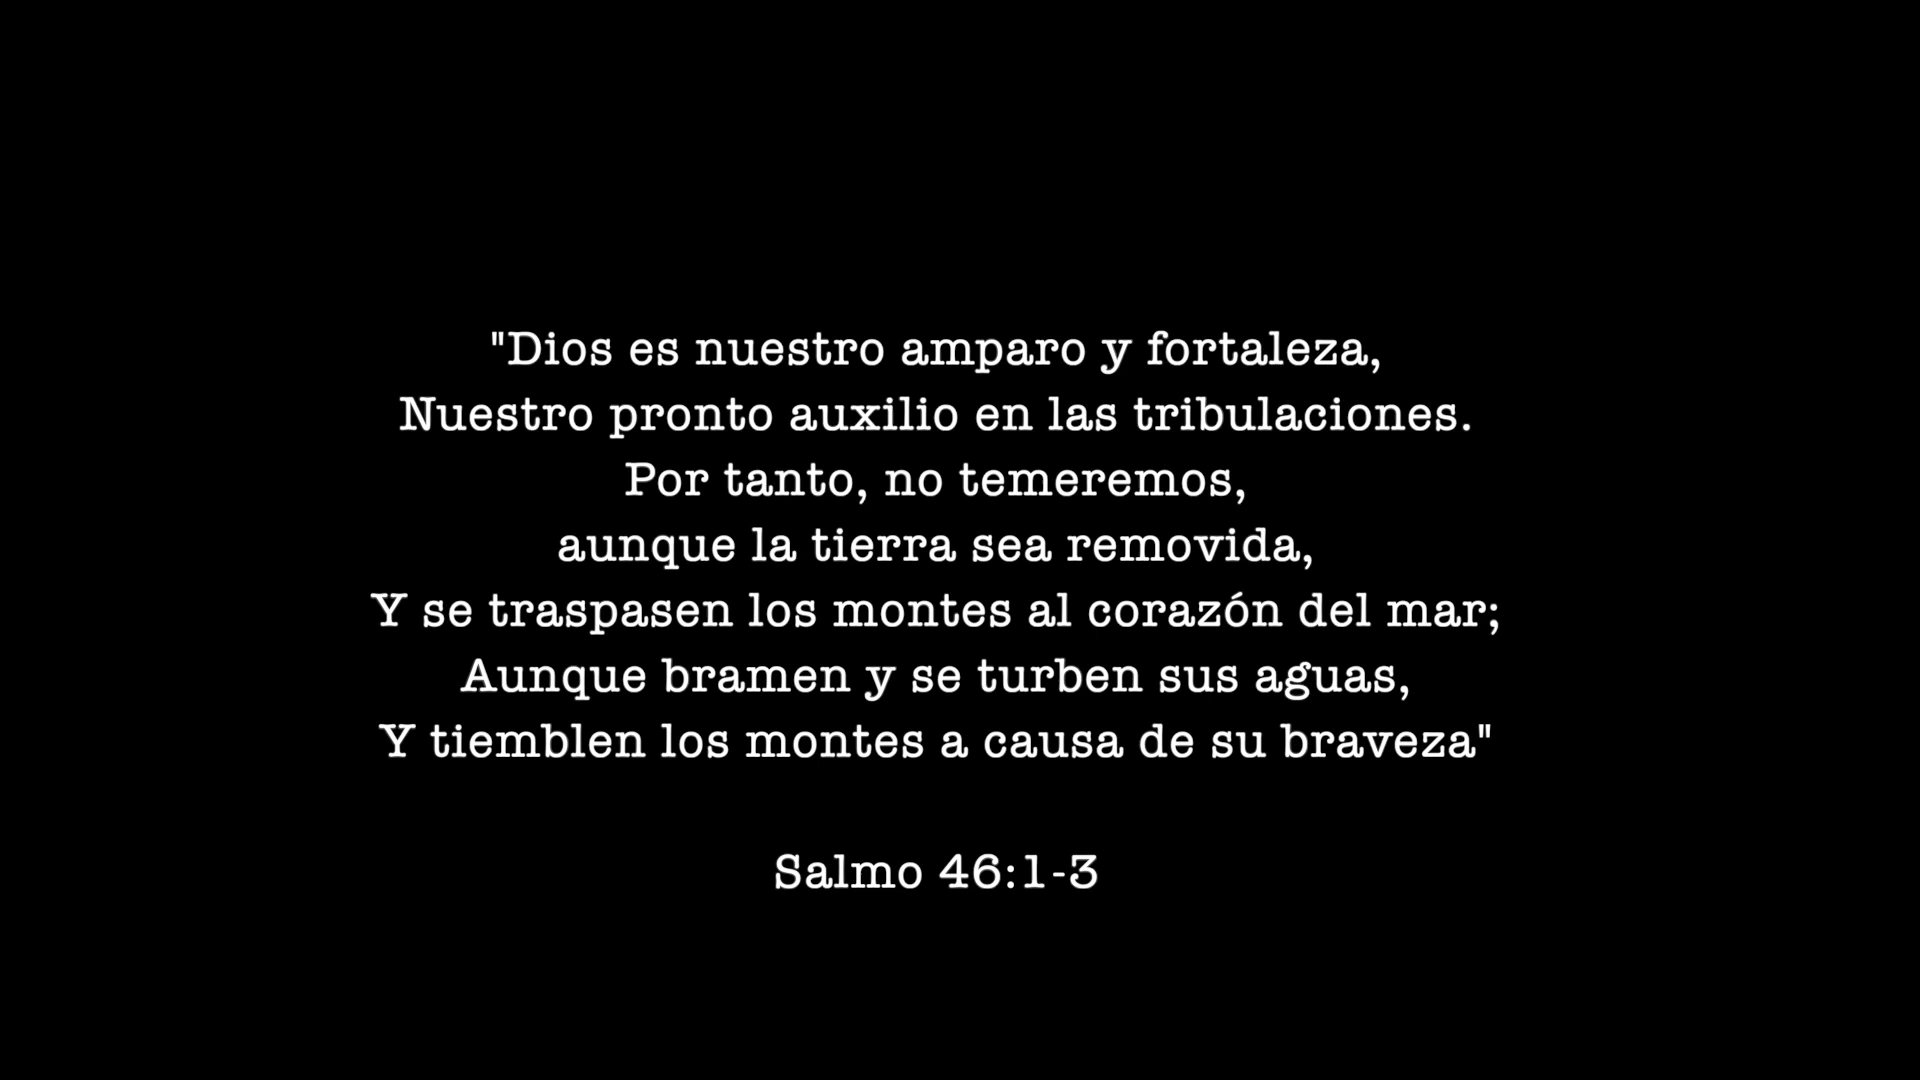 "Dios es nuestro amparo y fortaleza,
Nuestro pronto auxilio en las tribulaciones.
Por tanto, no temeremos,
aunque la tierra sea removida,
Y se traspasen los montes al corazón del mar;
Aunque bramen y se turben sus aguas,
Y tiemblen los montes a causa de su braveza"
Salmo 46:1-3